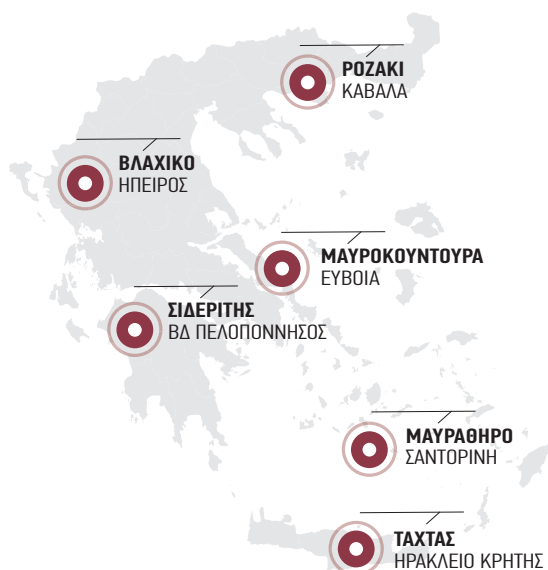 ΡΟΖΑΚΙ
ΚΑΒΑΛΑ
ΒΛΑΧΙΚΟ
ΗΠΕΙΡΟΣ
ΜΑΥΡΟΚΟΥΝΤΟΥΡΑ
ΕΥΒΟΙΑ
ΣΙΔΕΡΙΤΗΣ
ΒΔ ΠΕΛΟΠΟΝΝΗΣΟΣ
ΜΑΥΡΑΘΗΡΟ
ΣΑΝΤΟΡΙΝΗ
ΤΑΧΤΑΣ
ΗΡΑΚΛΕΙΟ ΚΡΗΤΗΣ